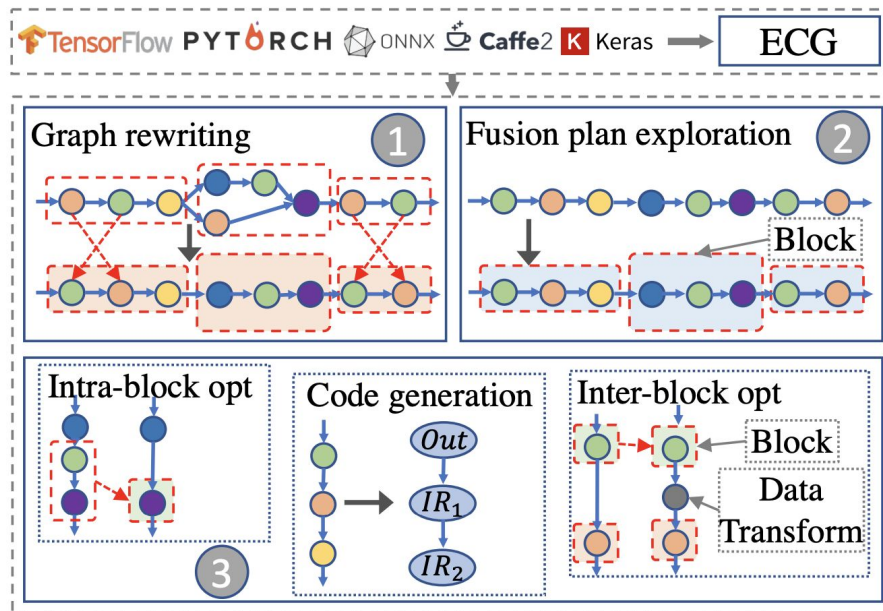 TensorFlow PYTORCH ONNX Caffe2 K Keras ECG
Graph rewriting 1
Fusion plan exploration 2
Block
Intra-block opt
3
Code generation
Out
IR1
IR2
Inter-block opt
Block
Data
Transform